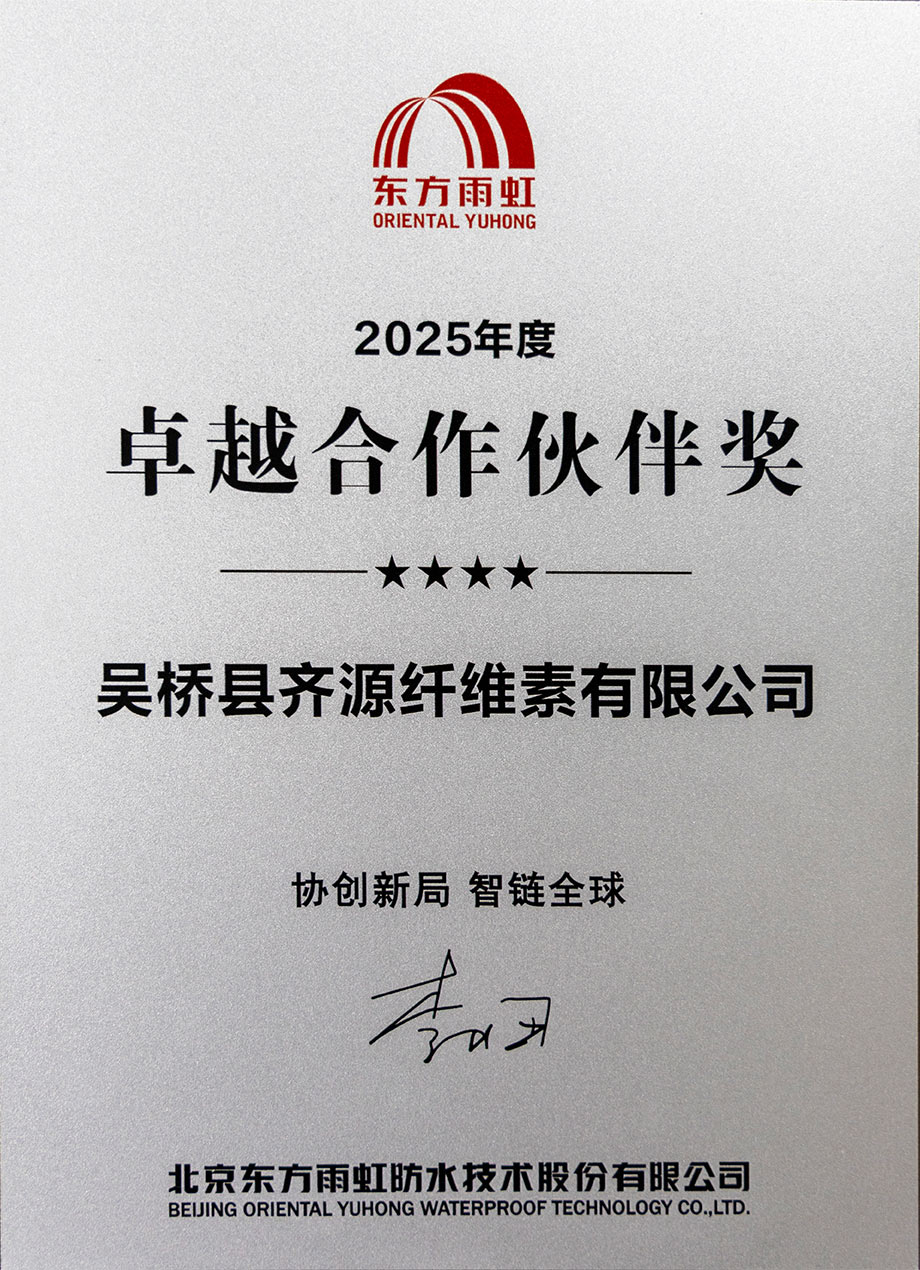 东方雨虹
ORIENTAL YUHONG
2025年度
卓越合作伙伴奖
★★★★
吴桥县齐源纤维素有限公司
协创新局 智链全球
北京东方雨虹防水技术股份有限公司
BEIJING ORIENTAL YUHONG WATERPROOF TECHNOLOGY CO.,LTD.